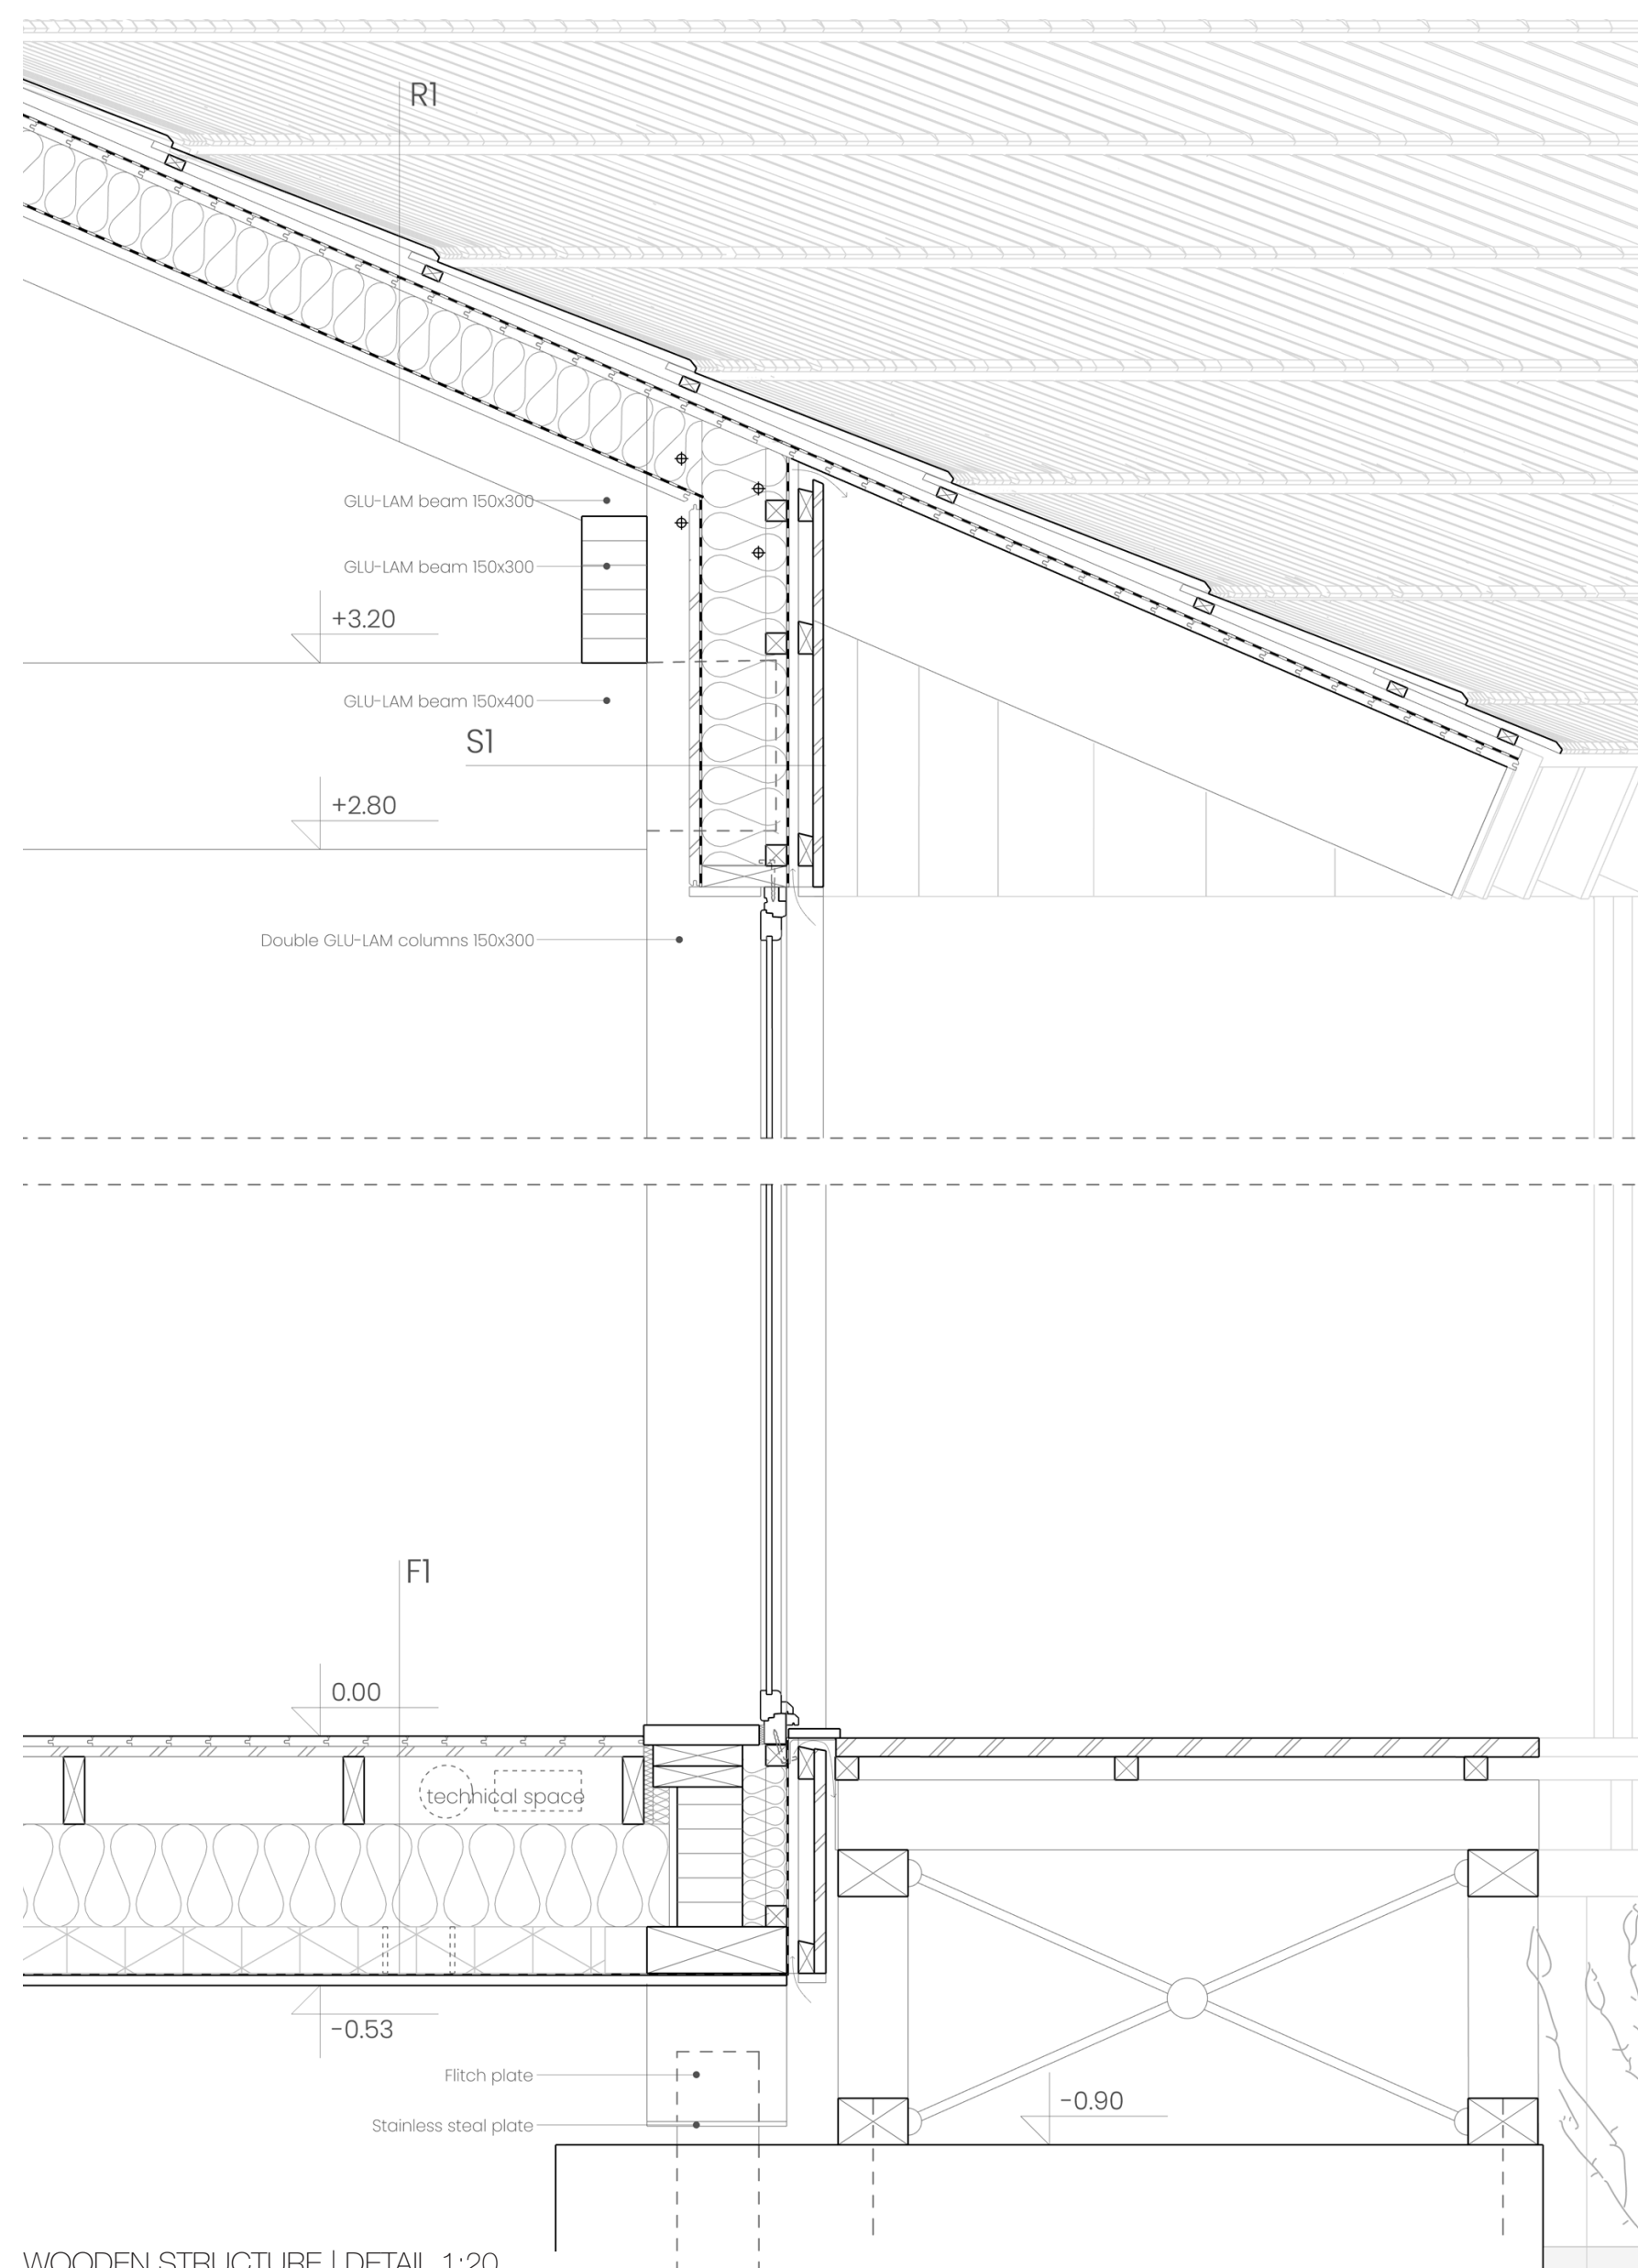 R1
GLU-LAM beam 150x300
GLU-LAM beam 150x300
+3.20
GLU-LAM beam 150x400
S1
+2.80
Double GLU-LAM columns 150x300
F1
0.00
technical space
-0.53
Flitch plate
-0.90
Stainless steal plate
WOODEN STRUCTURE | DETAIL 1:20